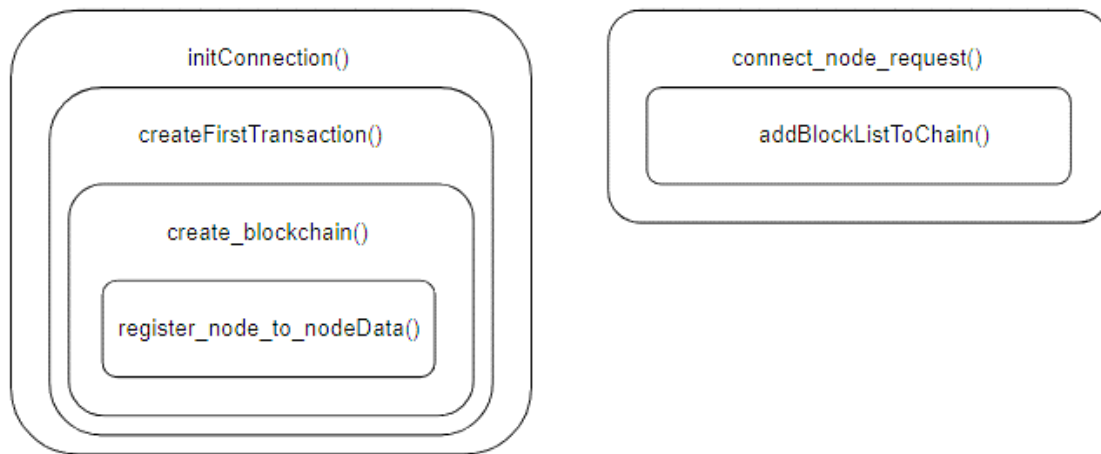 initConnection()
createFirstTransaction()
create_blockchain()
register_node_to_nodeData()
connect_node_request()
addBlockListToChain()